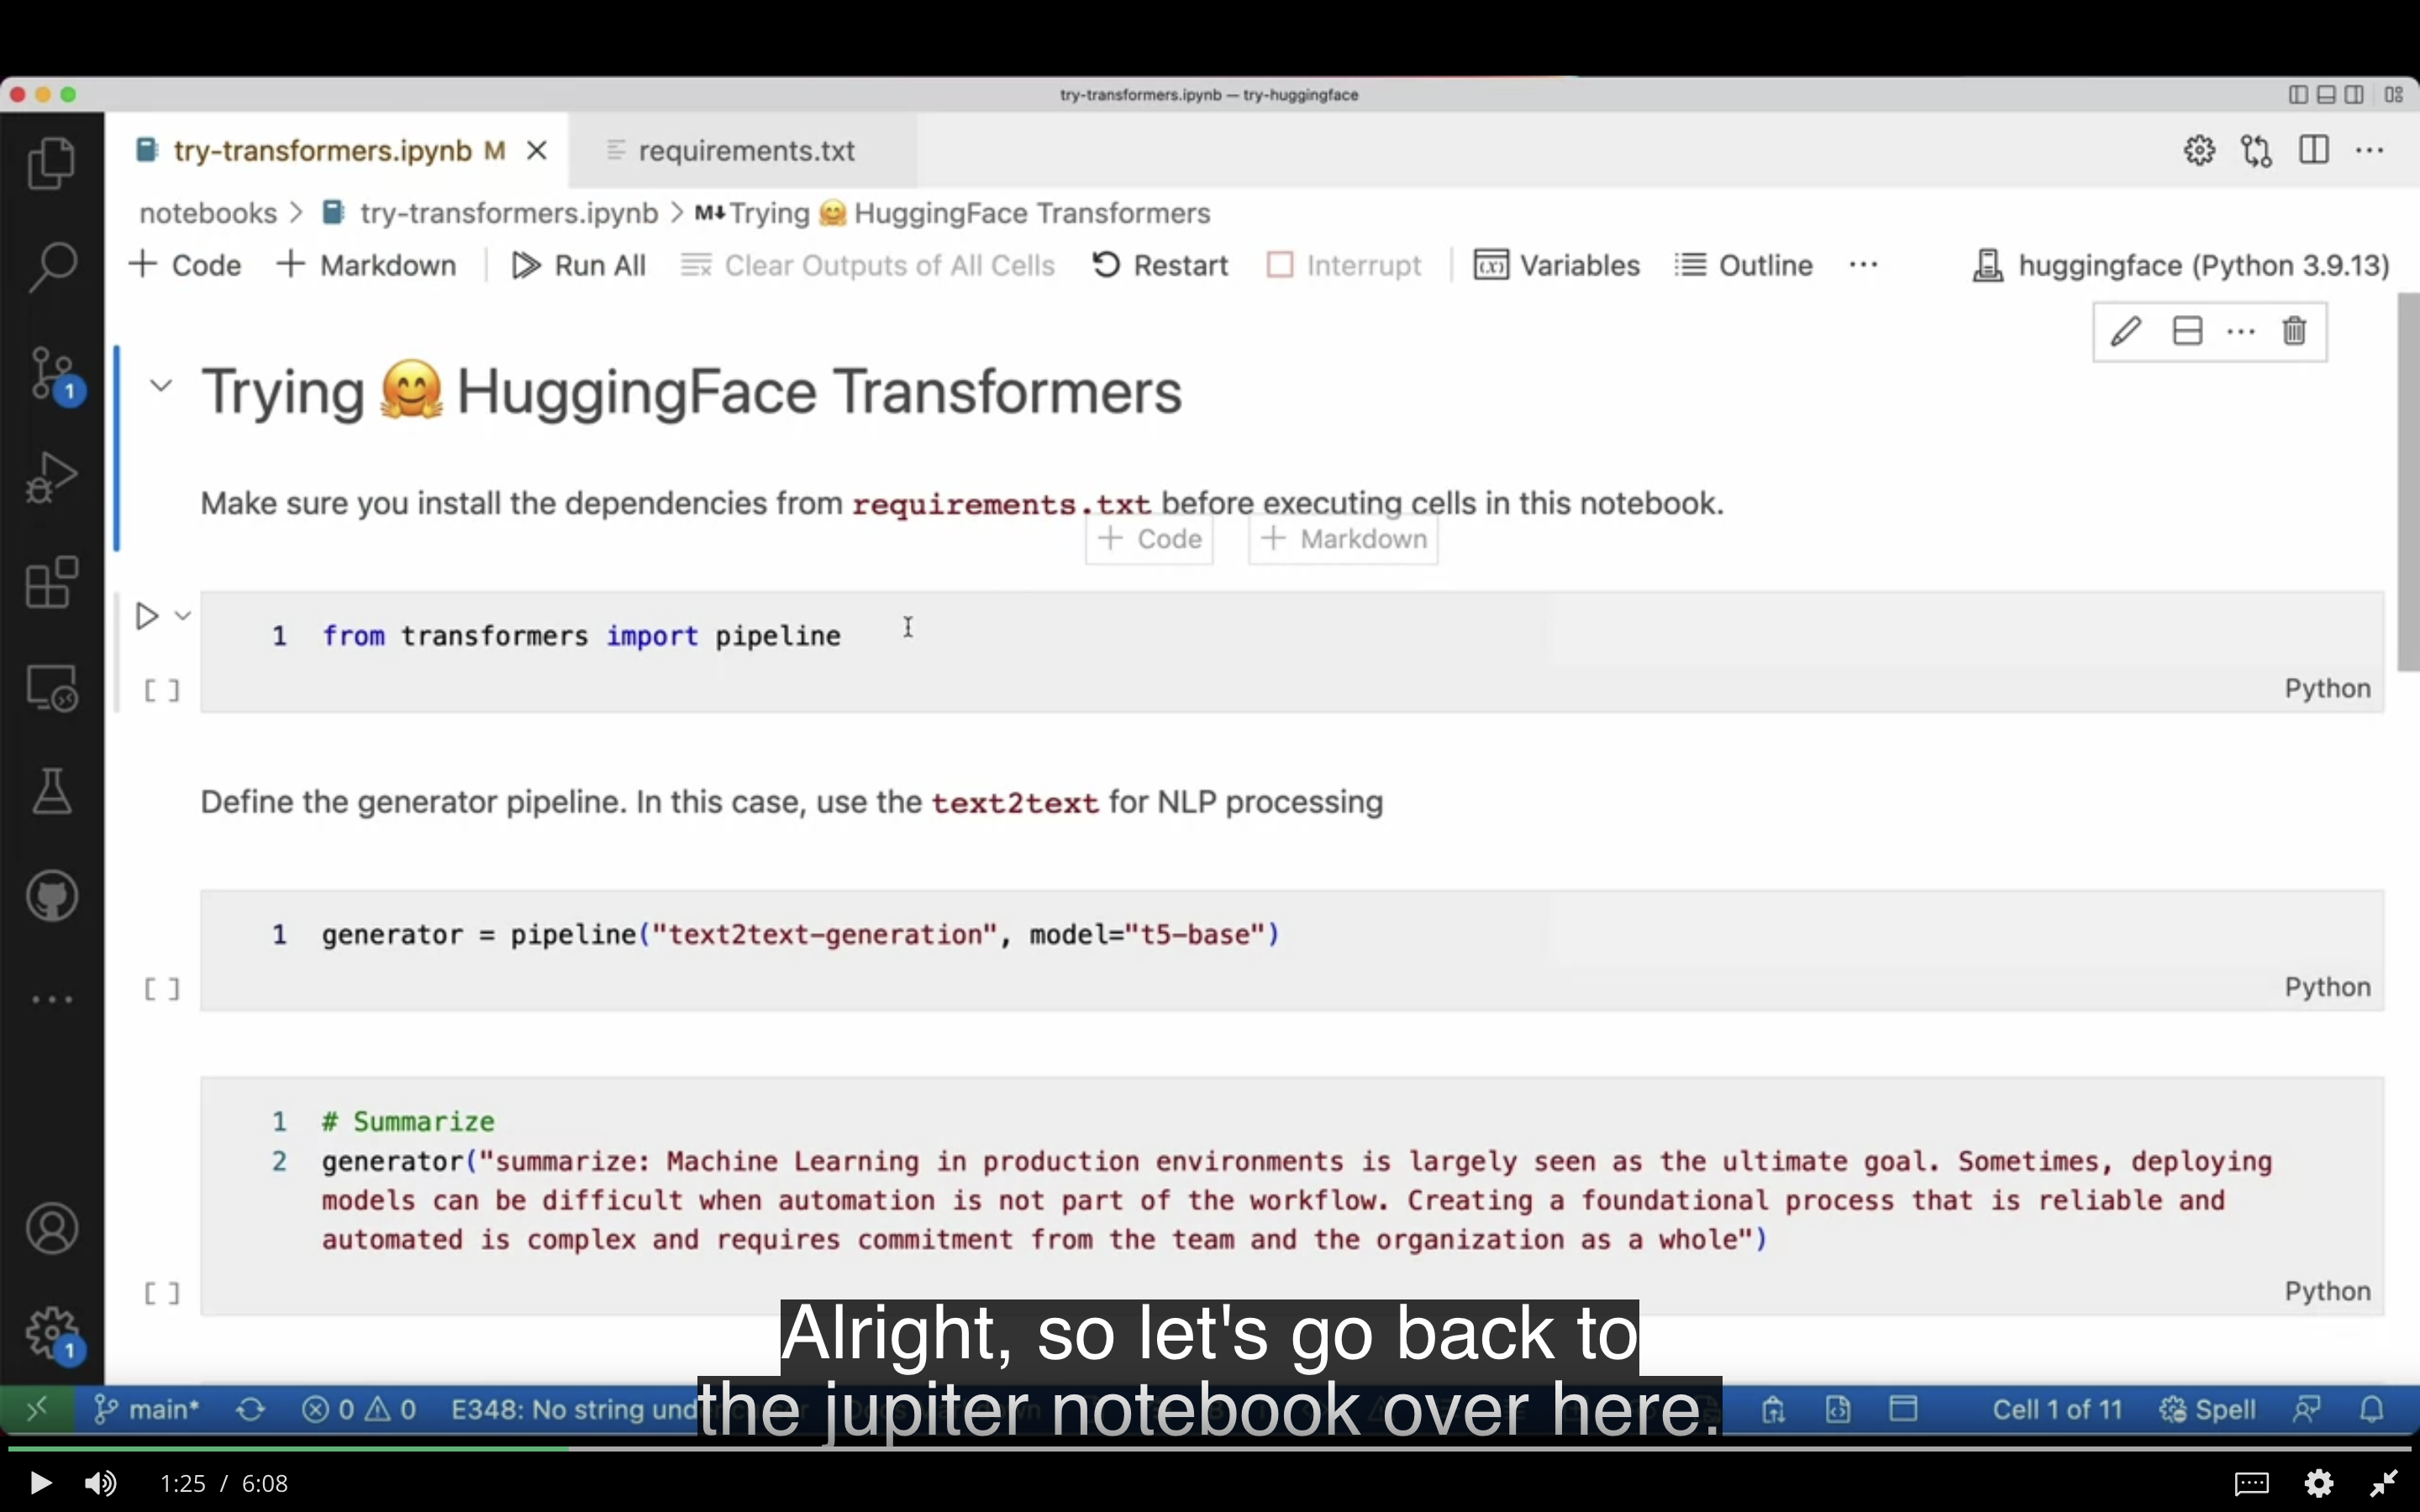 try-transformers.ipynb — try-huggingface
try-transformers.ipynb M
requirements.txt
notebooks > try-transformers.ipynb > M↓Trying 🤗 HuggingFace Transformers
+ Code + Markdown Run All Clear Outputs of All Cells Restart Interrupt Variables Outline ··· huggingface (Python 3.9.13)
Trying 🤗 HuggingFace Transformers
Make sure you install the dependencies from requirements.txt before executing cells in this notebook.
+ Code + Markdown
1 from transformers import pipeline
[ ] Python
Define the generator pipeline. In this case, use the text2text for NLP processing
1 generator = pipeline("text2text-generation", model="t5-base")
[ ] Python
1 # Summarize
2 generator("summarize: Machine Learning in production environments is largely seen as the ultimate goal. Sometimes, deploying
models can be difficult when automation is not part of the workflow. Creating a foundational process that is reliable and
automated is complex and requires commitment from the team and the organization as a whole")
[ ] Python
1
1
Alright, so let's go back to
the jupiter notebook over here.
main* 0 0 E348: No string und Cell 1 of 11 Spell
1:25 / 6:08